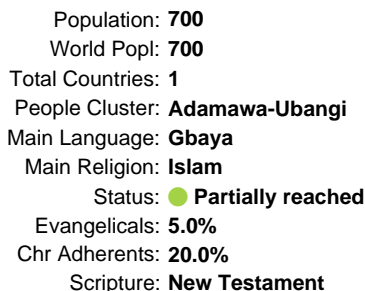 Population: 700
World Popl: 700
Total Countries: 1
People Cluster: Adamawa-Ubangi
Main Language: Gbaya
Main Religion: Islam
Status: Partially reached
Evangelicals: 5.0%
Chr Adherents: 20.0%
Scripture: New Testament